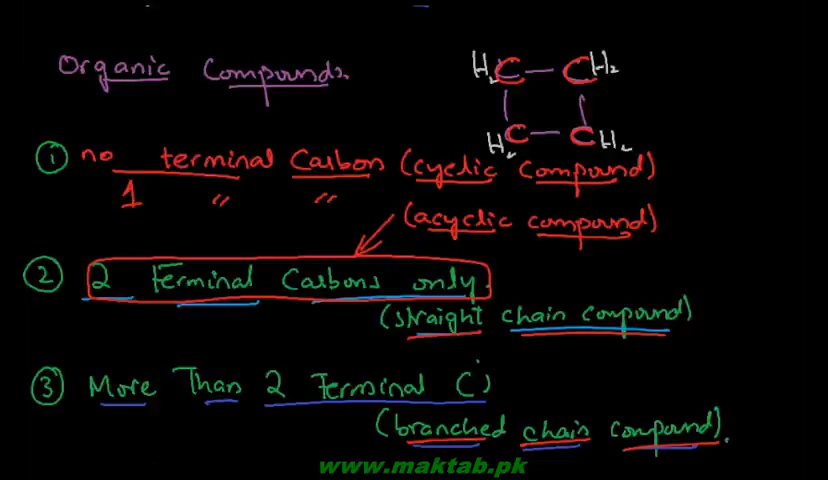 Organic Compounds.
H₂C — CH₂
H₂C — CH₂
① no terminal Carbon (cyclic compound)
1 " "
(acyclic compound)
② 2 terminal Carbons only.
(straight chain compound)
③ More Than 2 Terminal C's
(branched chain compound).
www.maktab.pk